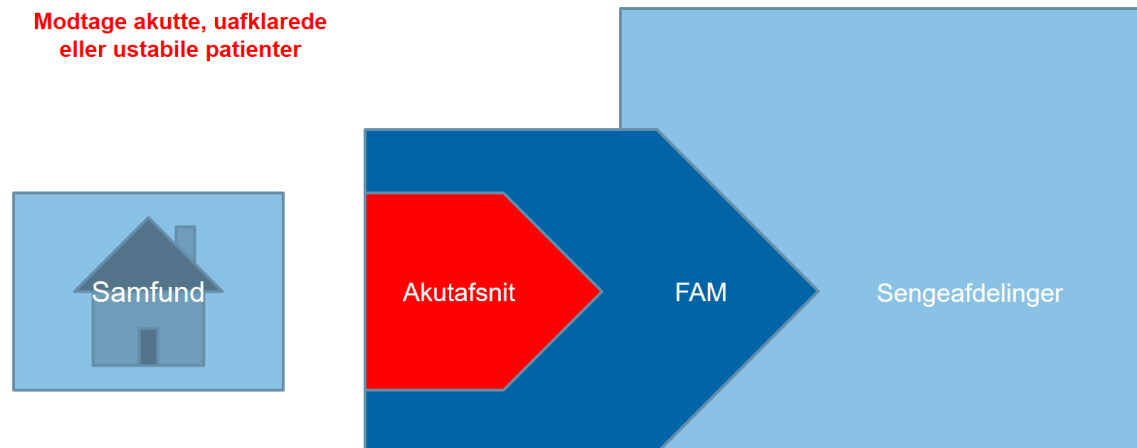 Modtage akutte, uafklarede
eller ustabile patienter
Samfund
Akutafsnit
FAM
Sengeafdelinger